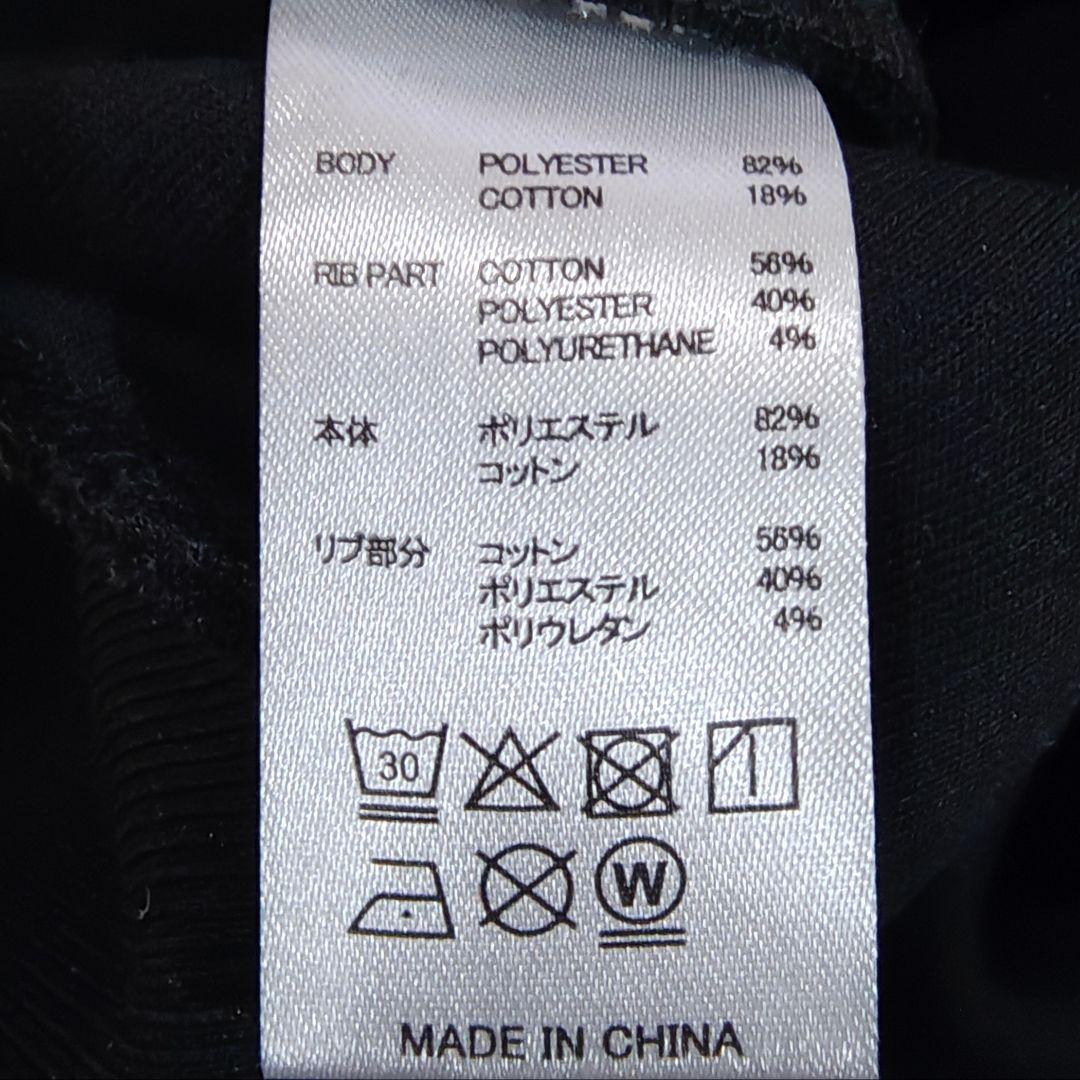 BODY POLYESTER 82%
COTTON 18%
RIB PART COTTON 56%
POLYESTER 40%
POLYURETHANE 4%
本体 ポリエステル 82%
コットン 18%
リブ部分 コットン 56%
ポリエステル 40%
ポリウレタン 4%
30
W
MADE IN CHINA